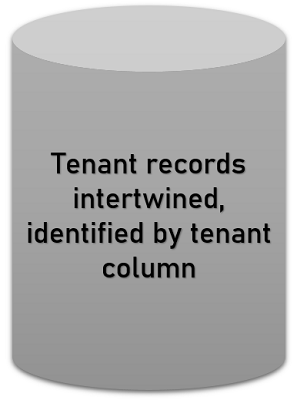 Tenant records
intertwined,
identified by tenant
column